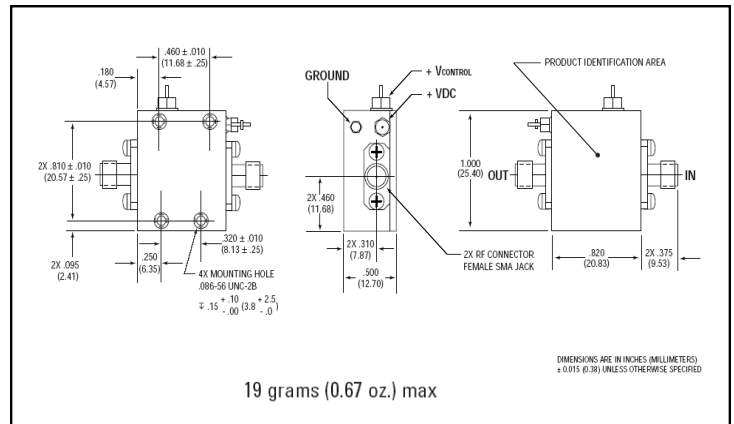 .460 ± .010
(11.68 ± .25)
.180
(4.57)
2X .810 ± .010
(20.57 ± .25)
2X .095
(2.41)
.250
(6.35)
.320 ± .010
(8.13 ± .25)
4X MOUNTING HOLE
.086-56 UNC-2B
↧ .15 + .10 - .00 (3.8 + 2.5 - .0 )
GROUND
+ VCONTROL
+ VDC
2X .460
(11.68)
2X .310
(7.87)
.500
(12.70)
2X RF CONNECTOR
FEMALE SMA JACK
PRODUCT IDENTIFICATION AREA
1.000
(25.40)
OUT
IN
.820
(20.83)
2X .375
(9.53)
DIMENSIONS ARE IN INCHES (MILLIMETERS)
± 0.015 (0.38) UNLESS OTHERWISE SPECIFIED
19 grams (0.67 oz.) max